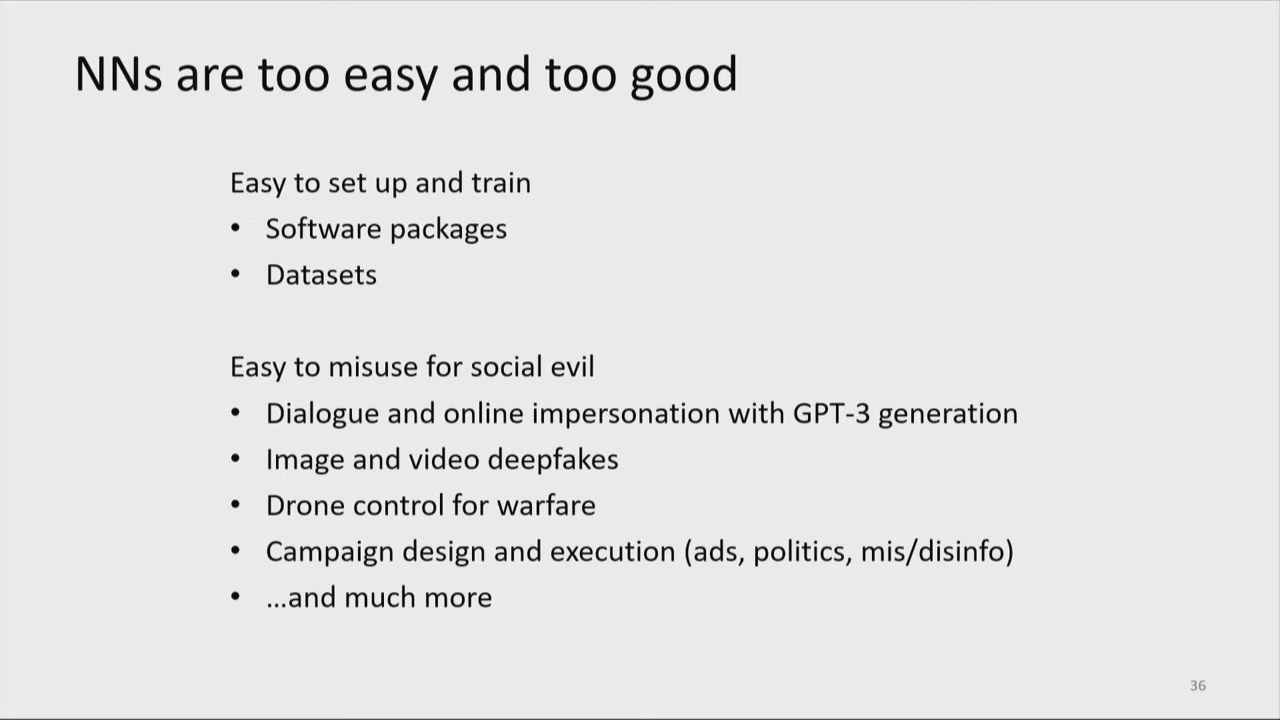 NNs are too easy and too good
Easy to set up and train
• Software packages
• Datasets
Easy to misuse for social evil
• Dialogue and online impersonation with GPT-3 generation
• Image and video deepfakes
• Drone control for warfare
• Campaign design and execution (ads, politics, mis/disinfo)
• ...and much more
36